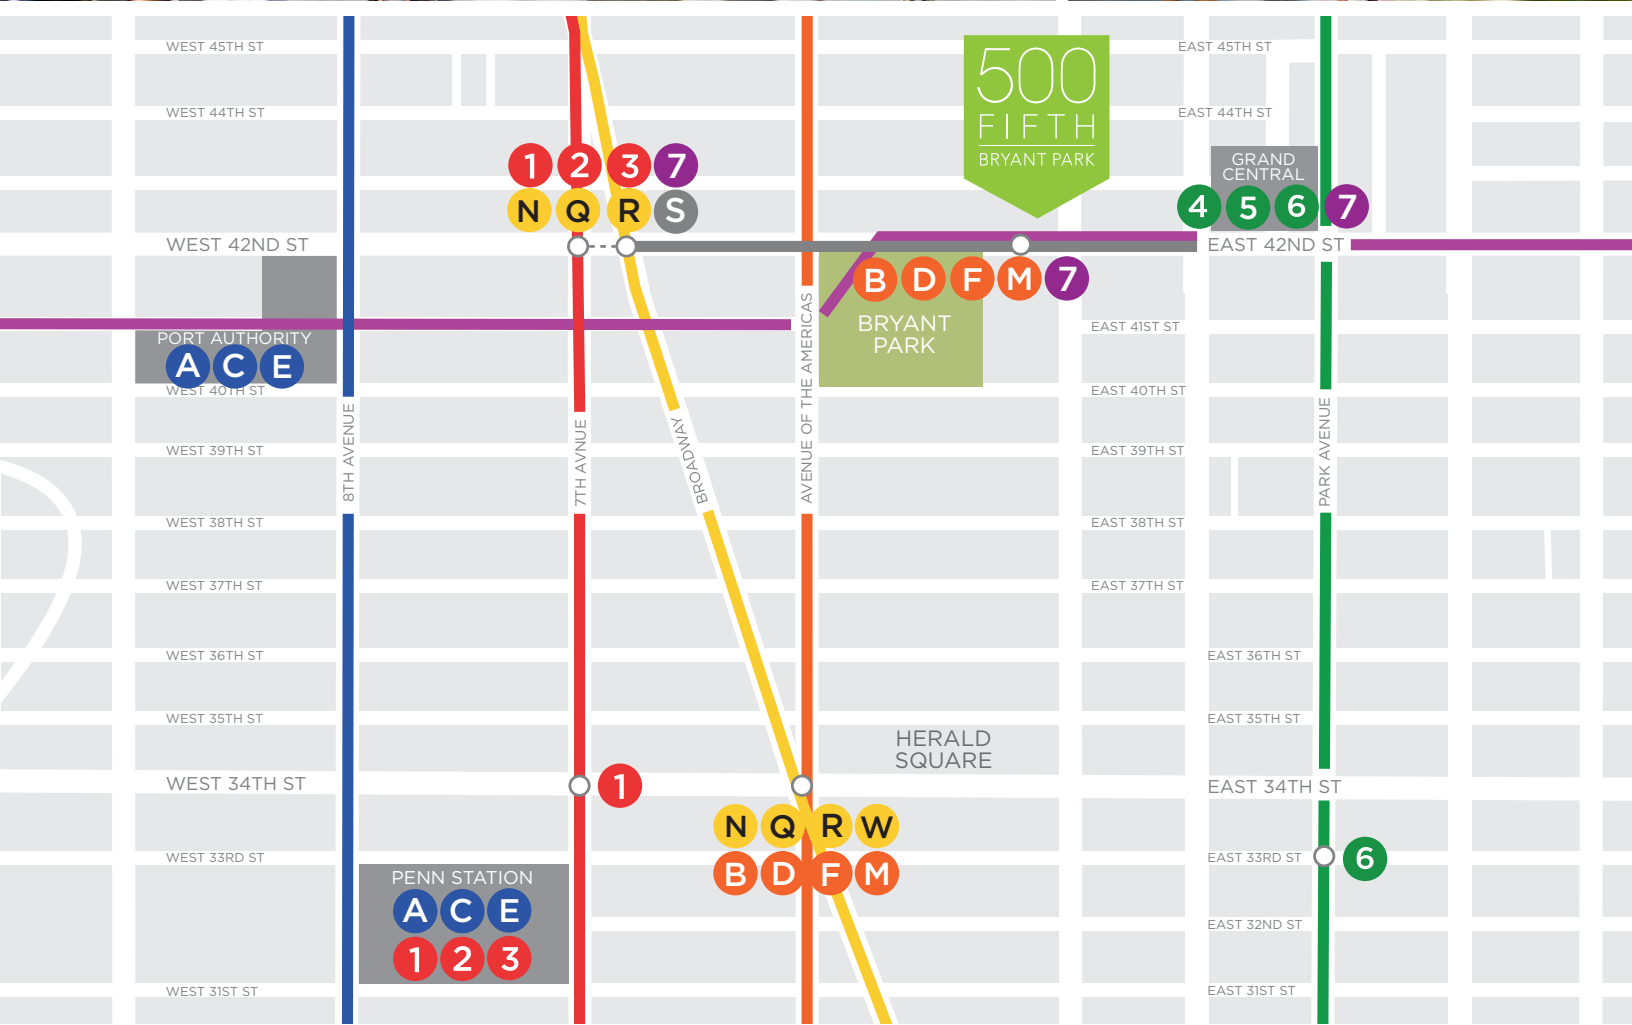 WEST 45TH ST
EAST 45TH ST
500
FIFTH
BRYANT PARK
WEST 44TH ST
EAST 44TH ST
1 2 3 7
N Q R S
GRAND
CENTRAL
4 5 6 7
WEST 42ND ST
EAST 42ND ST
B D F M 7
BRYANT
PARK
EAST 41ST ST
PORT AUTHORITY
A C E
WEST 40TH ST
EAST 40TH ST
8TH AVENUE
7TH AVNUE
BROADWAY
AVENUE OF THE AMERICAS
PARK AVENUE
WEST 39TH ST
EAST 39TH ST
WEST 38TH ST
EAST 38TH ST
WEST 37TH ST
EAST 37TH ST
WEST 36TH ST
EAST 36TH ST
WEST 35TH ST
EAST 35TH ST
HERALD
SQUARE
WEST 34TH ST
1
EAST 34TH ST
N Q R W
B D F M
WEST 33RD ST
EAST 33RD ST
6
PENN STATION
A C E
1 2 3
EAST 32ND ST
WEST 31ST ST
EAST 31ST ST